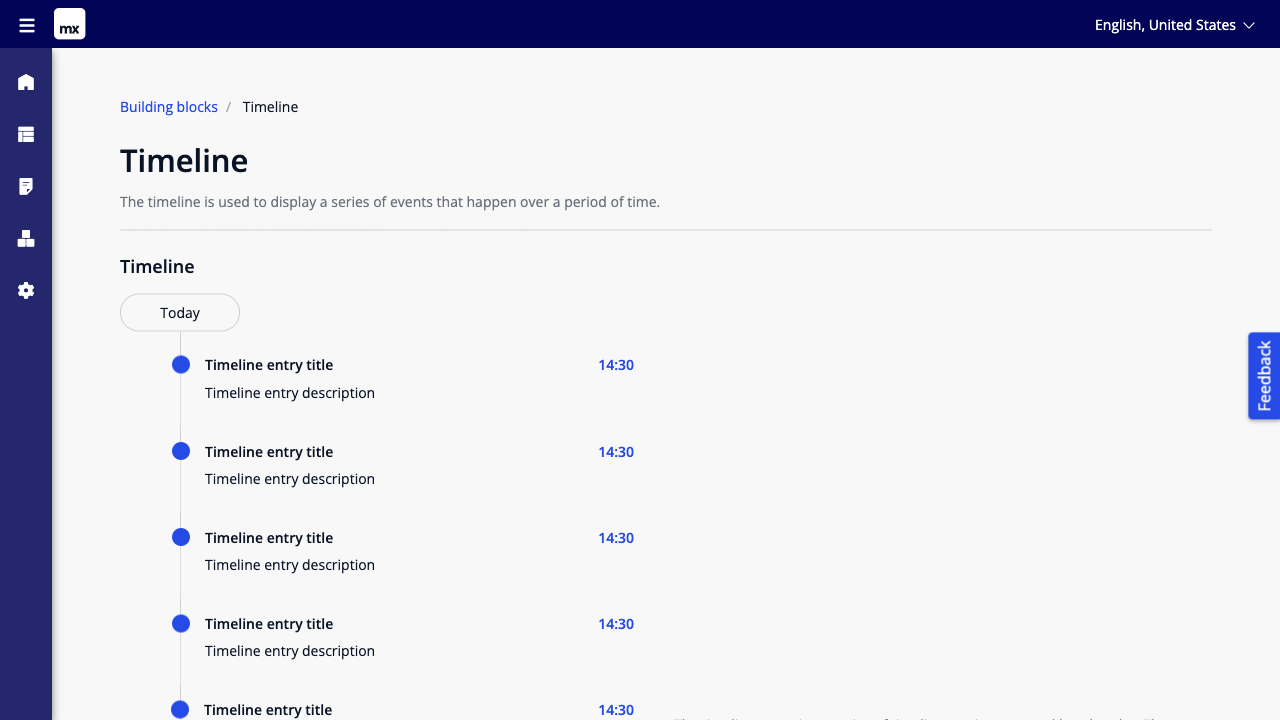 mx
English, United States
Building blocks / Timeline
Timeline
The timeline is used to display a series of events that happen over a period of time.
Timeline
Today
Timeline entry title 14:30
Timeline entry description
Feedback
Timeline entry title 14:30
Timeline entry description
Timeline entry title 14:30
Timeline entry description
Timeline entry title 14:30
Timeline entry description
Timeline entry title 14:30